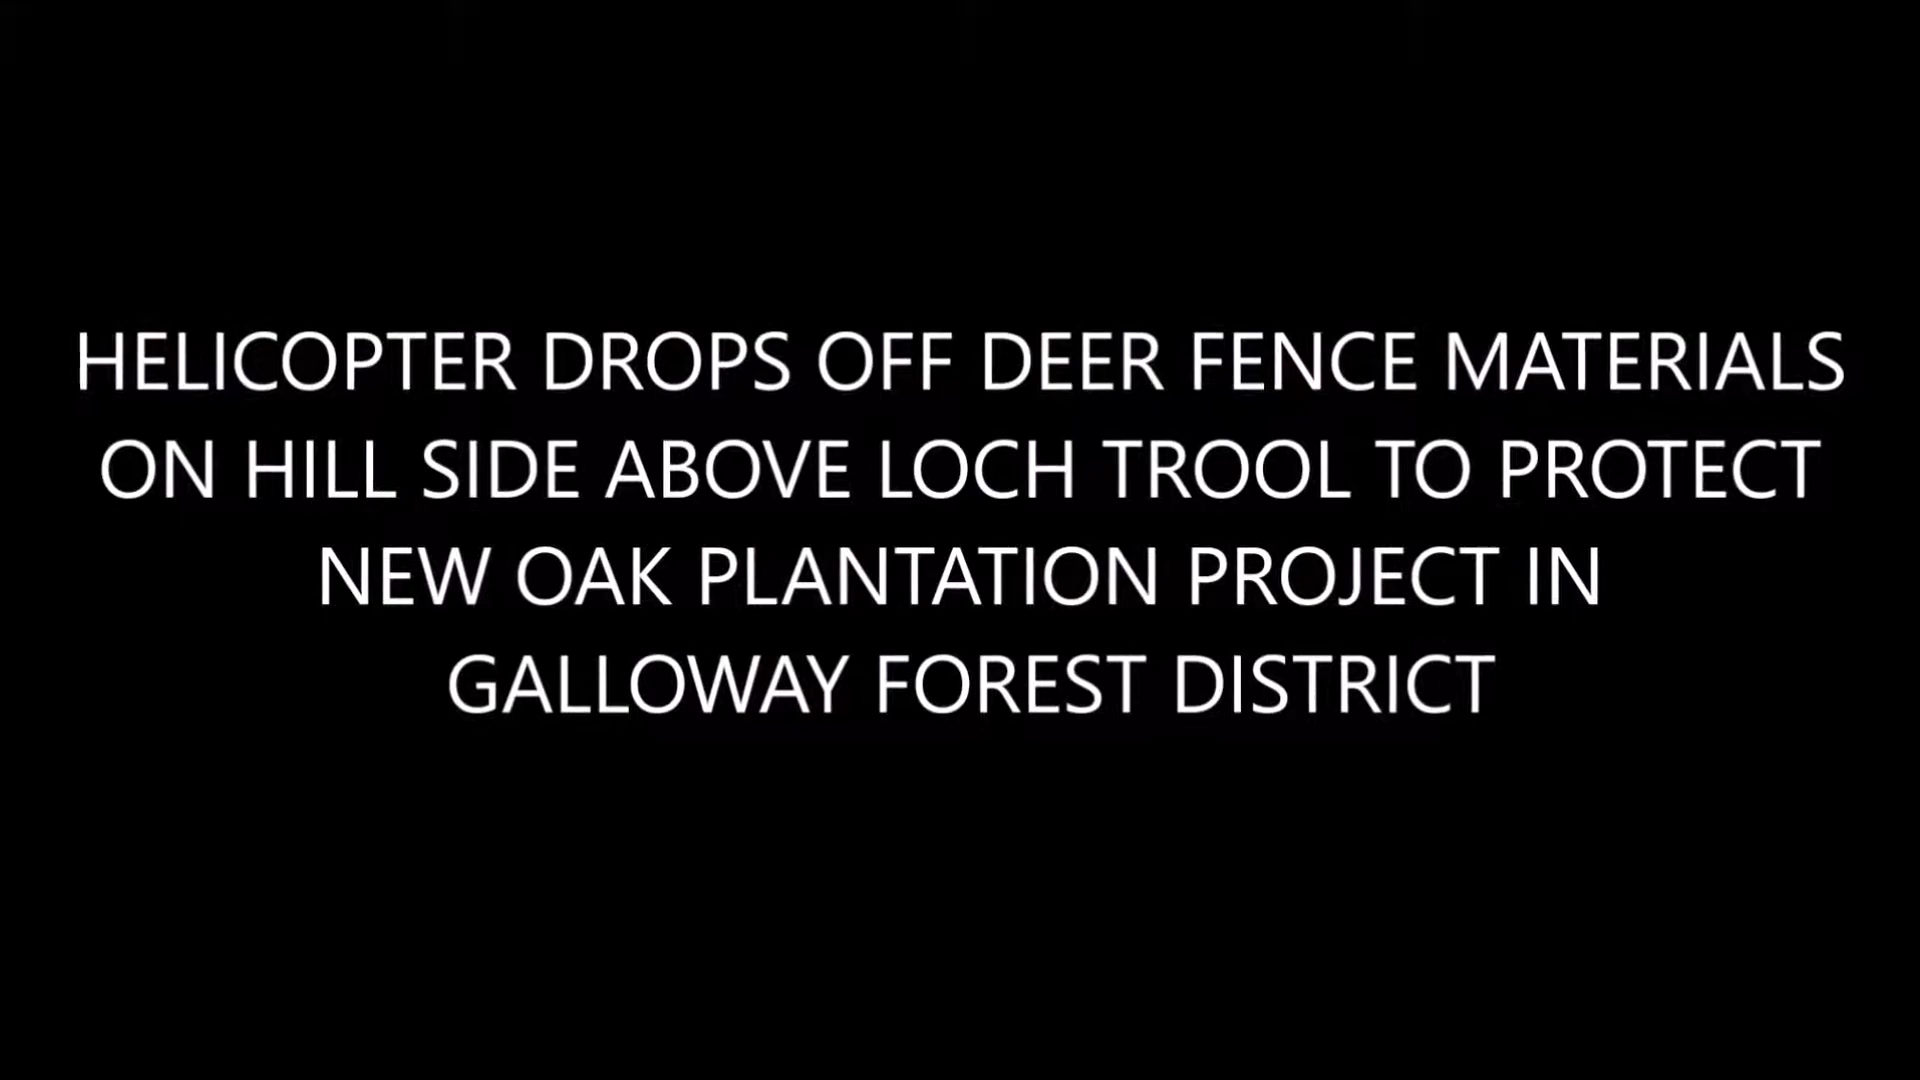 HELICOPTER DROPS OFF DEER FENCE MATERIALS
ON HILL SIDE ABOVE LOCH TROOL TO PROTECT
NEW OAK PLANTATION PROJECT IN
GALLOWAY FOREST DISTRICT